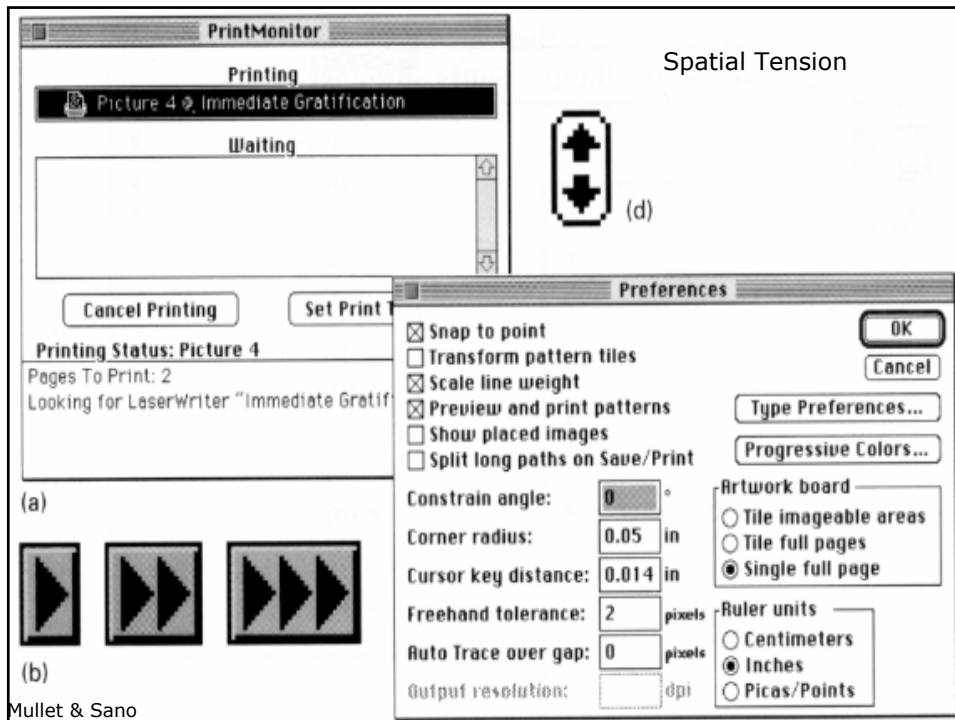 PrintMonitor
Printing
Picture 4 @ Immediate Gratification
Waiting
Cancel Printing
Set Print T
Printing Status: Picture 4
Pages To Print: 2
Looking for LaserWriter "Immediate Gratif
(a)
(b)
Mullet & Sano
Spatial Tension
(d)
Preferences
Snap to point
Transform pattern tiles
Scale line weight
Preview and print patterns
Show placed images
Split long paths on Save/Print
OK
Cancel
Type Preferences...
Progressive Colors...
Constrain angle: 0 °
Corner radius: 0.05 in
Cursor key distance: 0.014 in
Freehand tolerance: 2 pixels
Auto Trace over gap: 0 pixels
Output resolution: dpi
Artwork board
Tile imageable areas
Tile full pages
Single full page
Ruler units
Centimeters
Inches
Picas/Points